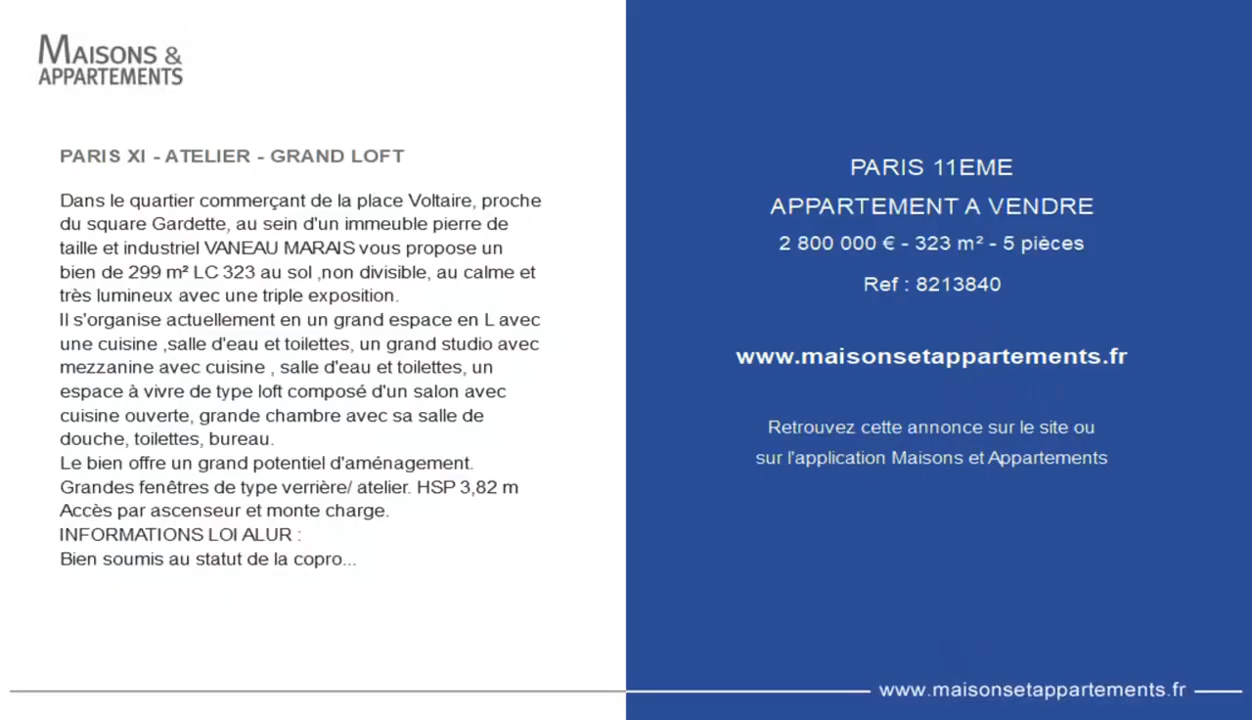 MAISONS &
APPARTEMENTS
PARIS XI - ATELIER - GRAND LOFT
Dans le quartier commerçant de la place Voltaire, proche
du square Gardette, au sein d'un immeuble pierre de
taille et industriel VANEAU MARAIS vous propose un
bien de 299 m² LC 323 au sol ,non divisible, au calme et
très lumineux avec une triple exposition.
Il s'organise actuellement en un grand espace en L avec
une cuisine ,salle d'eau et toilettes, un grand studio avec
mezzanine avec cuisine , salle d'eau et toilettes, un
espace à vivre de type loft composé d'un salon avec
cuisine ouverte, grande chambre avec sa salle de
douche, toilettes, bureau.
Le bien offre un grand potentiel d'aménagement.
Grandes fenêtres de type verrière/ atelier. HSP 3,82 m
Accès par ascenseur et monte charge.
INFORMATIONS LOI ALUR :
Bien soumis au statut de la copro...
PARIS 11EME
APPARTEMENT A VENDRE
2 800 000 € - 323 m² - 5 pièces
Ref : 8213840
www.maisonsetappartements.fr
Retrouvez cette annonce sur le site ou
sur l'application Maisons et Appartements
www.maisonsetappartements.fr